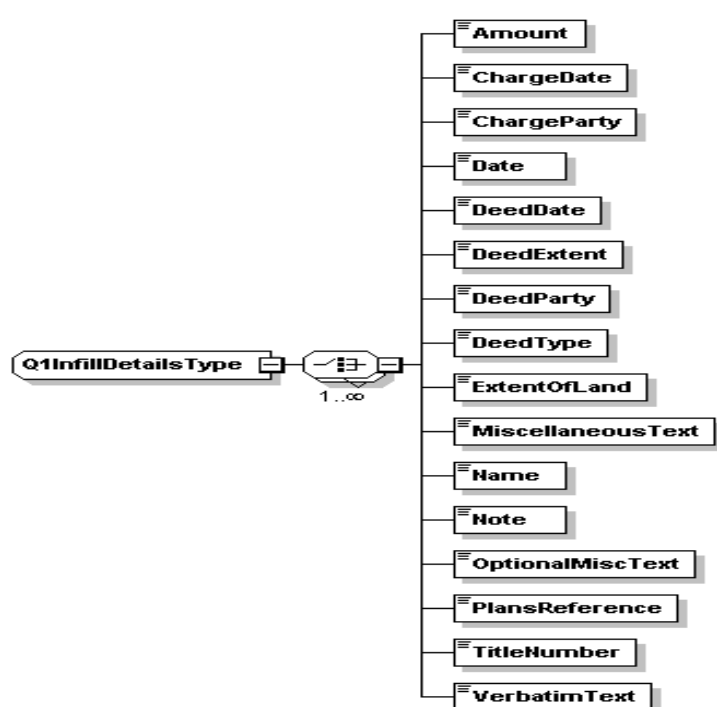 Amount
ChargeDate
ChargeParty
Date
DeedDate
DeedExtent
DeedParty
DeedType
Q1InfillDetailsType
1..∞
ExtentOfLand
MiscellaneousText
Name
Note
OptionalMiscText
PlansReference
TitleNumber
VerbatimText